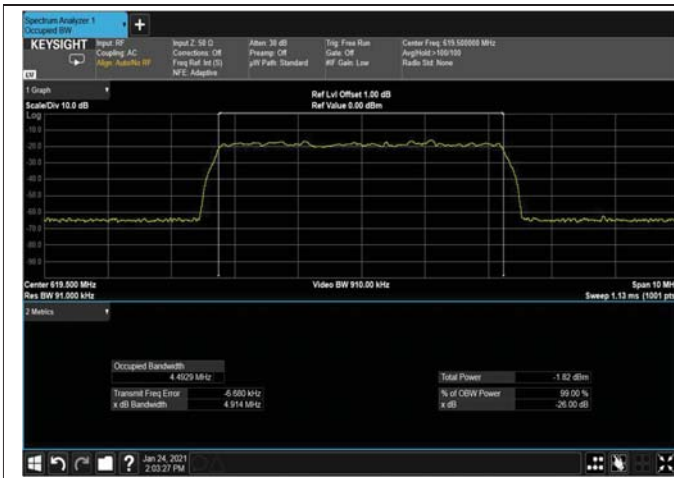 Spectrum Analyzer 1
Occupied BW
+
KEYSIGHT
Input: RF
Coupling: AC
Align: Auto/No RF
Input Z: 50 Ω
Corrections: Off
Freq Ref: Int (S)
NFE: Adaptive
Atten: 30 dB
Preamp: Off
µW Path: Standard
Trig: Free Run
Gate: Off
#IF Gain: Low
Center Freq: 619.500000 MHz
Avg|Hold:>100/100
Radio Std: None
LXI
1 Graph
Scale/Div 10.0 dB
Ref Lvl Offset 1.00 dB
Ref Value 0.00 dBm
Log
-10.0
-20.0
-30.0
-40.0
-50.0
-60.0
-70.0
-80.0
-90.0
Center 619.500 MHz
Res BW 91.000 kHz
Video BW 910.00 kHz
Span 10 MH
Sweep 1.13 ms (1001 pts
2 Metrics
Occupied Bandwidth
4.4929 MHz
Transmit Freq Error -6.680 kHz
x dB Bandwidth 4.914 MHz
Total Power -1.82 dBm
% of OBW Power 99.00 %
x dB -26.00 dB
?
Jan 24, 2021
2:03:27 PM